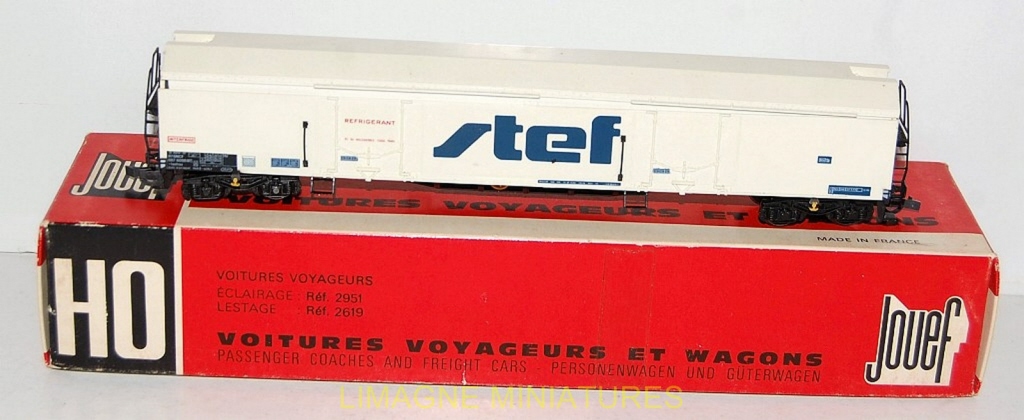 REFRIGERANT
stef
INTERFRIGO
Jouef
VOITURES VOYAGEURS ET WAGONS
MADE IN FRANCE
HO
VOITURES VOYAGEURS
ÉCLAIRAGE : Réf. 2951
LESTAGE : Réf. 2619
VOITURES VOYAGEURS ET WAGONS
PASSENGER COACHES AND FREIGHT CARS - PERSONENWAGEN UND GÜTERWAGEN
Jouef
LIMAGNE MINIATURES